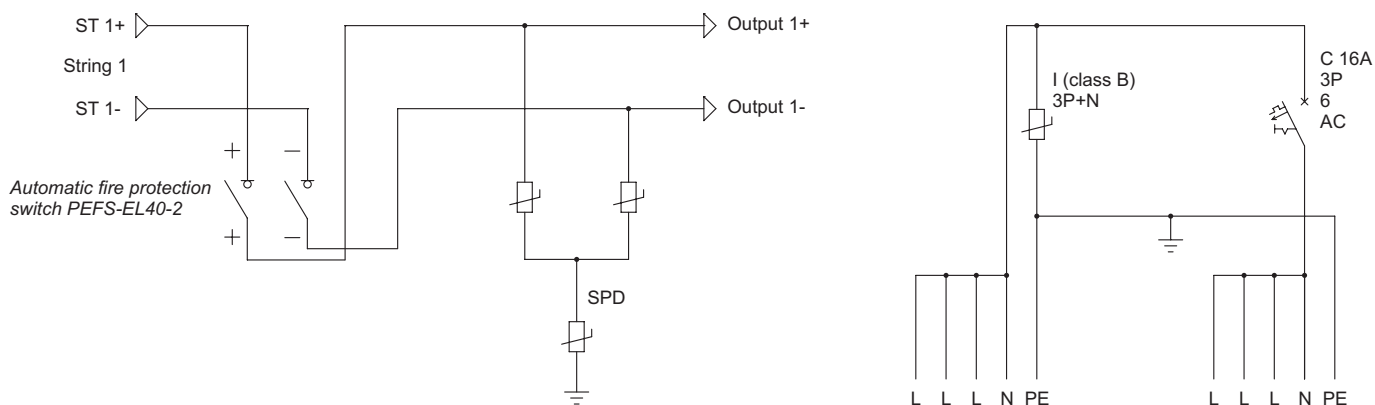 ST 1+
String 1
ST 1-
+ −
Automatic fire protection
switch PEFS-EL40-2
+ −
Output 1+
Output 1-
SPD
I (class B)
3P+N
C 16A
3P
6
AC
L L L N PE
L L L N PE